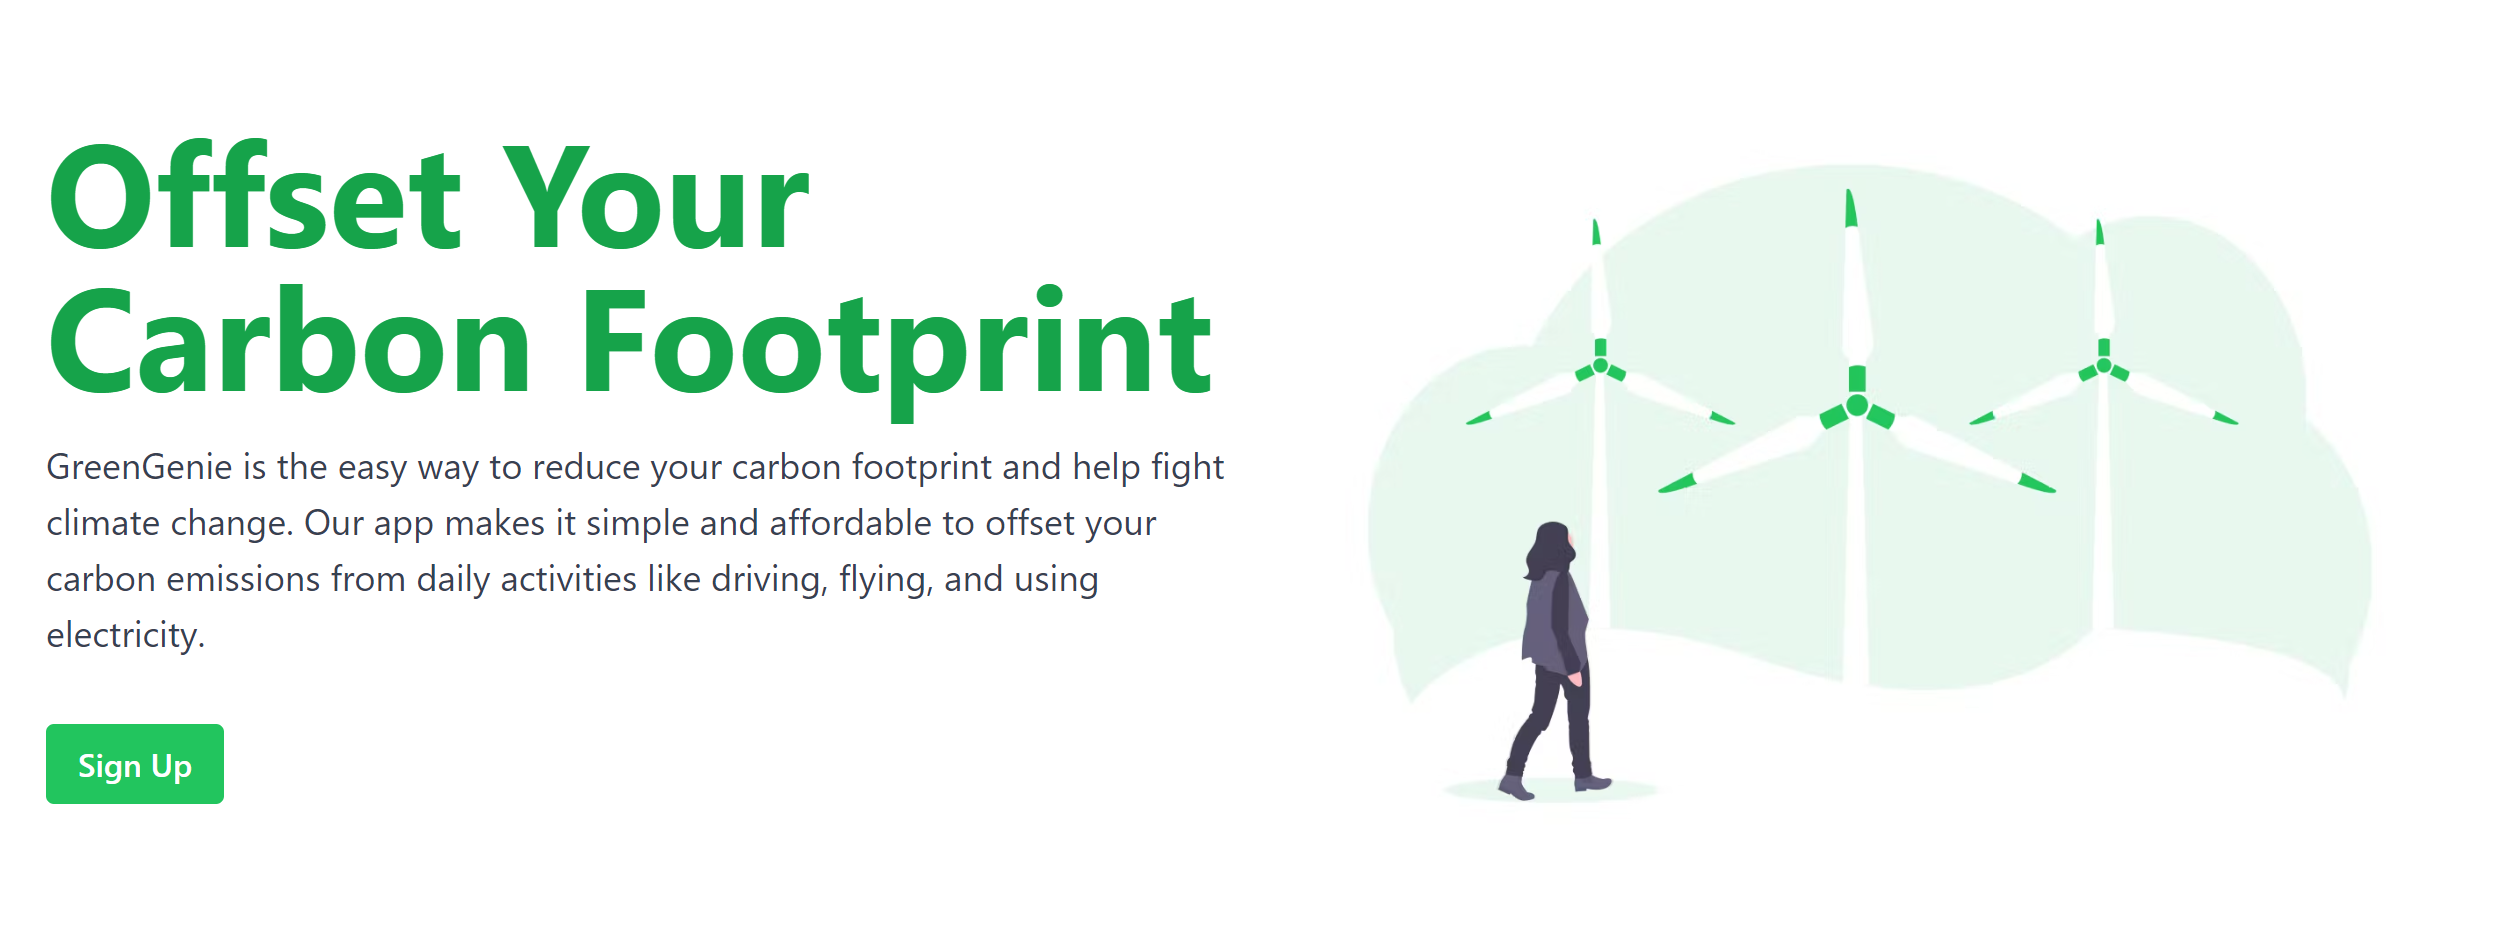 Offset Your
Carbon Footprint
GreenGenie is the easy way to reduce your carbon footprint and help fight
climate change. Our app makes it simple and affordable to offset your
carbon emissions from daily activities like driving, flying, and using
electricity.
Sign Up